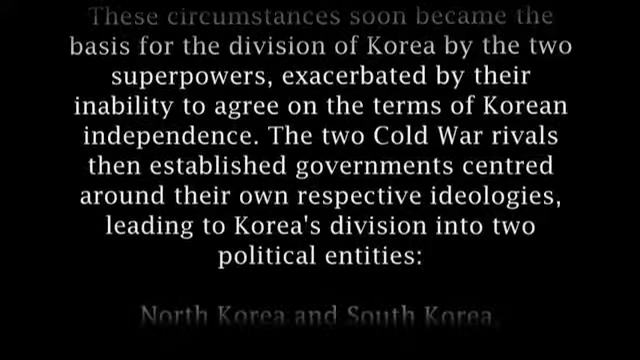 These circumstances soon became the
basis for the division of Korea by the two
superpowers, exacerbated by their
inability to agree on the terms of Korean
independence. The two Cold War rivals
then established governments centred
around their own respective ideologies,
leading to Korea's division into two
political entities:
North Korea and South Korea.